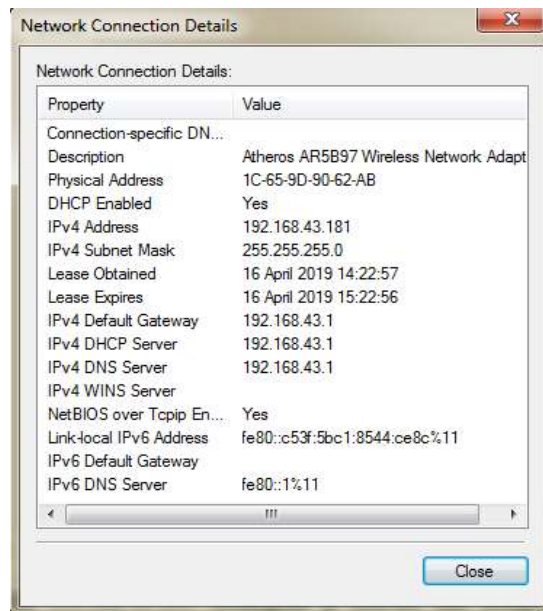 Network Connection Details
Network Connection Details:
Property Value
Connection-specific DN...
Description Atheros AR5B97 Wireless Network Adapt
Physical Address 1C-65-9D-90-62-AB
DHCP Enabled Yes
IPv4 Address 192.168.43.181
IPv4 Subnet Mask 255.255.255.0
Lease Obtained 16 April 2019 14:22:57
Lease Expires 16 April 2019 15:22:56
IPv4 Default Gateway 192.168.43.1
IPv4 DHCP Server 192.168.43.1
IPv4 DNS Server 192.168.43.1
IPv4 WINS Server
NetBIOS over Tcpip En... Yes
Link-local IPv6 Address fe80::c53f:5bc1:8544:ce8c%11
IPv6 Default Gateway
IPv6 DNS Server fe80::1%11
Close